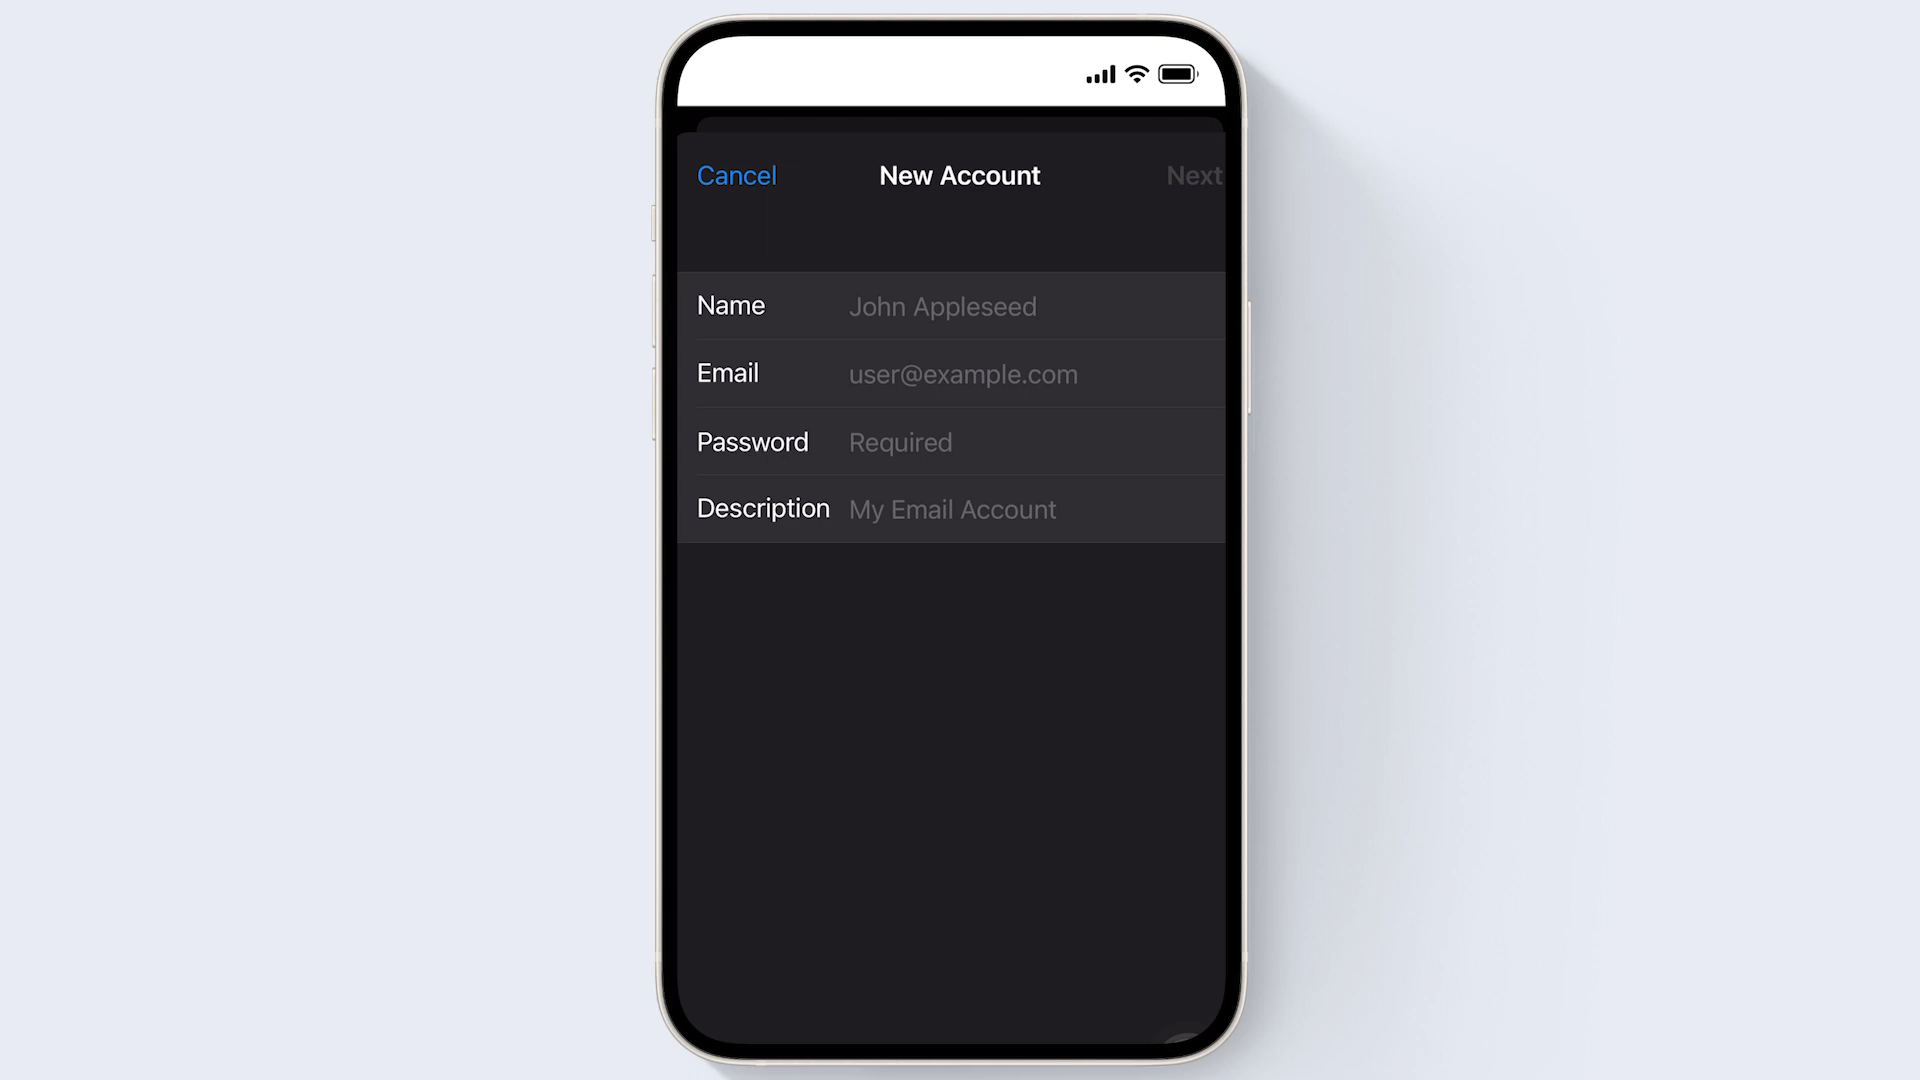 Cancel New Account Next
Name John Appleseed
Email user@example.com
Password Required
Description My Email Account